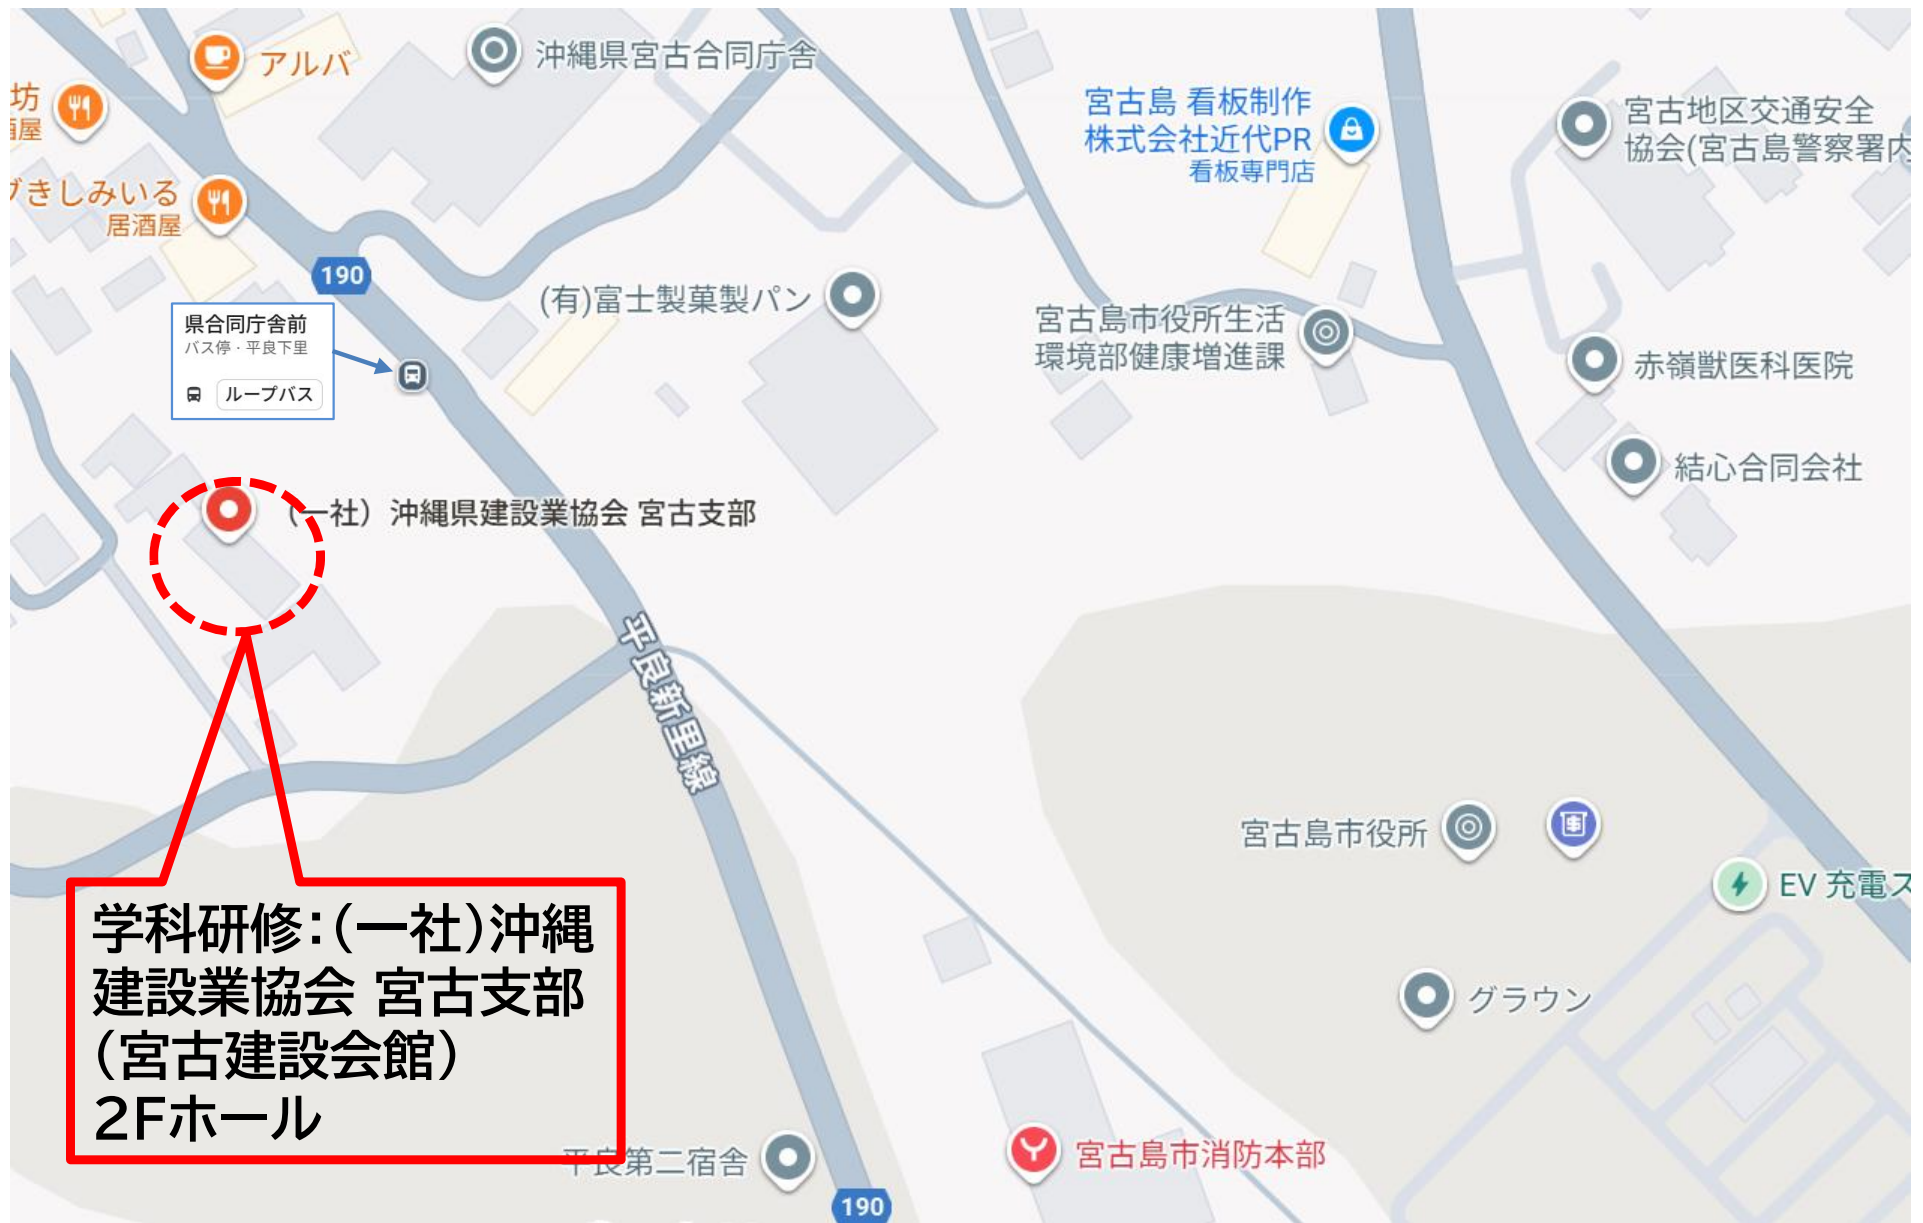 アルバ
沖縄県宮古合同庁舎
坊
酒屋
宮古島 看板制作
株式会社近代PR
看板専門店
宮古地区交通安全
協会(宮古島警察署内
きしみいる
居酒屋
190
県合同庁舎前
バス停・平良下里
ループバス
(有)富士製菓製パン
宮古島市役所生活
環境部健康増進課
赤嶺獣医科医院
結心合同会社
（一社）沖縄県建設業協会 宮古支部
平良新里線
宮古島市役所
EV 充電ス
グラウン
学科研修：（一社）沖縄
建設業協会 宮古支部
（宮古建設会館）
２Fホール
平良第二宿舎
宮古島市消防本部
190